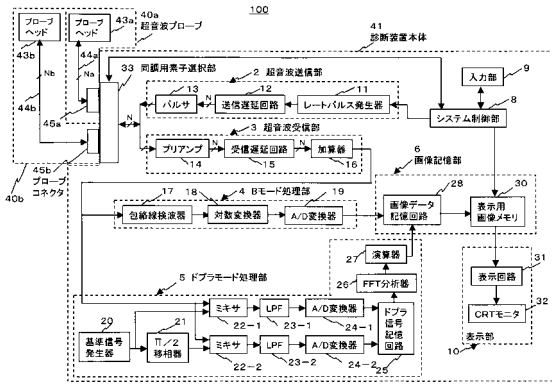 100
43a
40a
プローブヘッド
プローブヘッド
超音波プローブ
41
診断装置本体
43b
44a
Nb
Na
33
同調用素子選択部
2 超音波送信部
入力部
9
44b
13
12
11
パルサ
N
送信遅延回路
レートパルス発生器
8
システム制御部
45a
N
3 超音波受信部
プリアンプ
N
受信遅延回路
N
加算器
14
15
16
6
画像記憶部
45b
プローブコネクタ
40b
17
18
4 Bモード処理部
19
28
30
包絡線検波器
対数変換器
A/D変換器
画像データ記憶回路
表示用画像メモリ
27
演算器
31
26
FFT分析器
表示回路
5 ドプラモード処理部
32
CRTモニタ
20
21
ミキサ
LPF
A/D変換器
ドプラ信号記憶回路
22-1
23-1
24-1
10
表示部
基準信号発生器
π/2移相器
ミキサ
LPF
A/D変換器
22-2
23-2
24-2
25